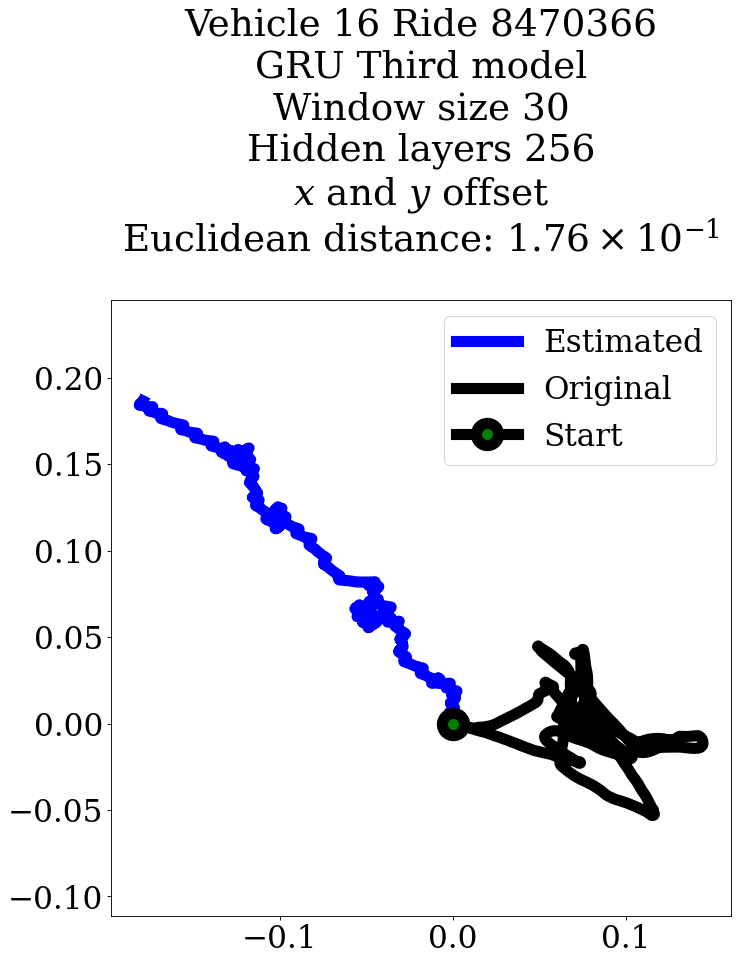 Vehicle 16 Ride 8470366
GRU Third model
Window size 30
Hidden layers 256
x and y offset
Euclidean distance: 1.76 × 10⁻¹
Estimated
Original
Start
0.20
0.15
0.10
0.05
0.00
−0.05
−0.10
−0.1 0.0 0.1